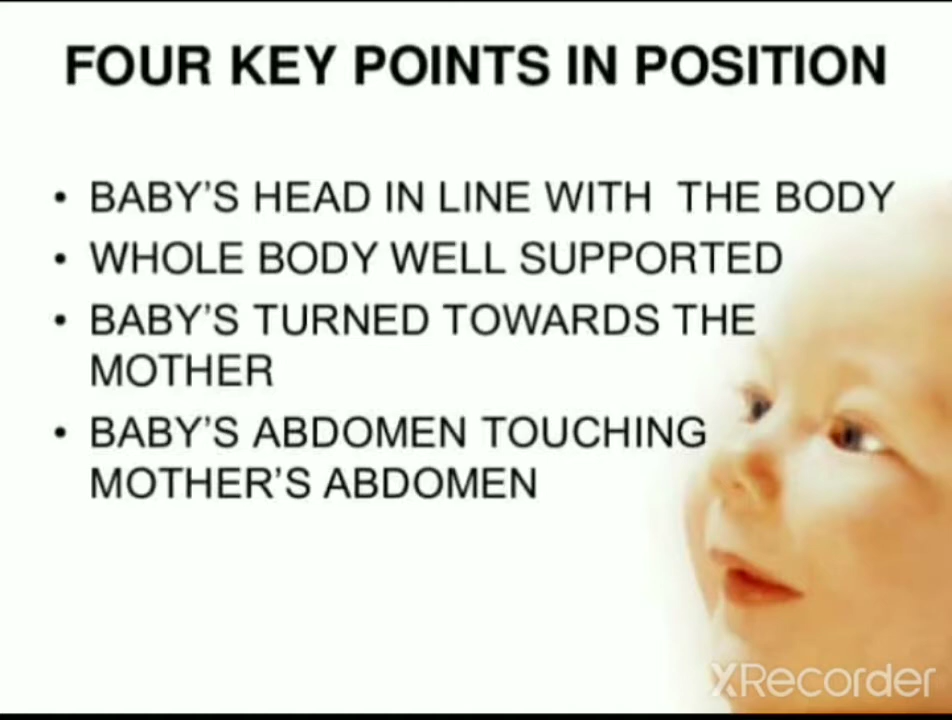 FOUR KEY POINTS IN POSITION
• BABY'S HEAD IN LINE WITH THE BODY
• WHOLE BODY WELL SUPPORTED
• BABY'S TURNED TOWARDS THE
MOTHER
• BABY'S ABDOMEN TOUCHING
MOTHER'S ABDOMEN
XRecorder